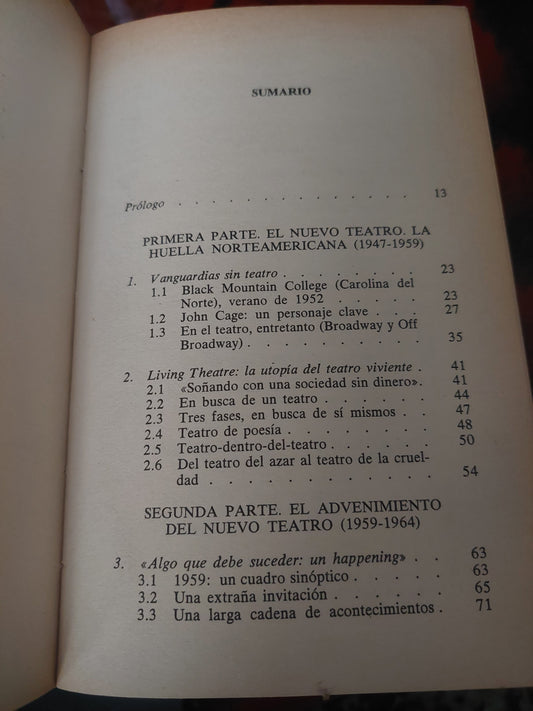 SUMARIO
Prólogo . . . . . . . . . . . . . . 13
PRIMERA PARTE. EL NUEVO TEATRO. LA
HUELLA NORTEAMERICANA (1947-1959)
1. Vanguardias sin teatro . . . . . . . . 23
1.1 Black Mountain College (Carolina del
Norte), verano de 1952 . . . . 23
1.2 John Cage: un personaje clave . . . 27
1.3 En el teatro, entretanto (Broadway y Off
Broadway) . . . . . . . . . 35
2. Living Theatre: la utopía del teatro viviente . 41
2.1 «Soñando con una sociedad sin dinero». 41
2.2 En busca de un teatro . . . . . . 44
2.3 Tres fases, en busca de sí mismos . . 47
2.4 Teatro de poesía . . . . . . . . 48
2.5 Teatro-dentro-del-teatro . . . . . . 50
2.6 Del teatro del azar al teatro de la cruel-
dad . . . . . . . . . . . . 54
SEGUNDA PARTE. EL ADVENIMIENTO
DEL NUEVO TEATRO (1959-1964)
3. «Algo que debe suceder: un happening» . . 63
3.1 1959: un cuadro sinóptico . . . . . 63
3.2 Una extraña invitación . . . . . . 65
3.3 Una larga cadena de acontecimientos . 71